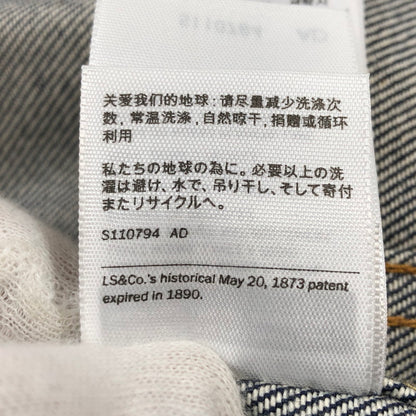 关爱我们的地球：请尽量减少洗涤次
数，常温洗涤，自然晾干，捐赠或循环
利用
私たちの地球の為に。必要以上の洗
濯は避け、水で、吊り干し、そして寄付
またリサイクルへ。
S110794 AD
LS&Co.'s historical May 20, 1873 patent
expired in 1890.